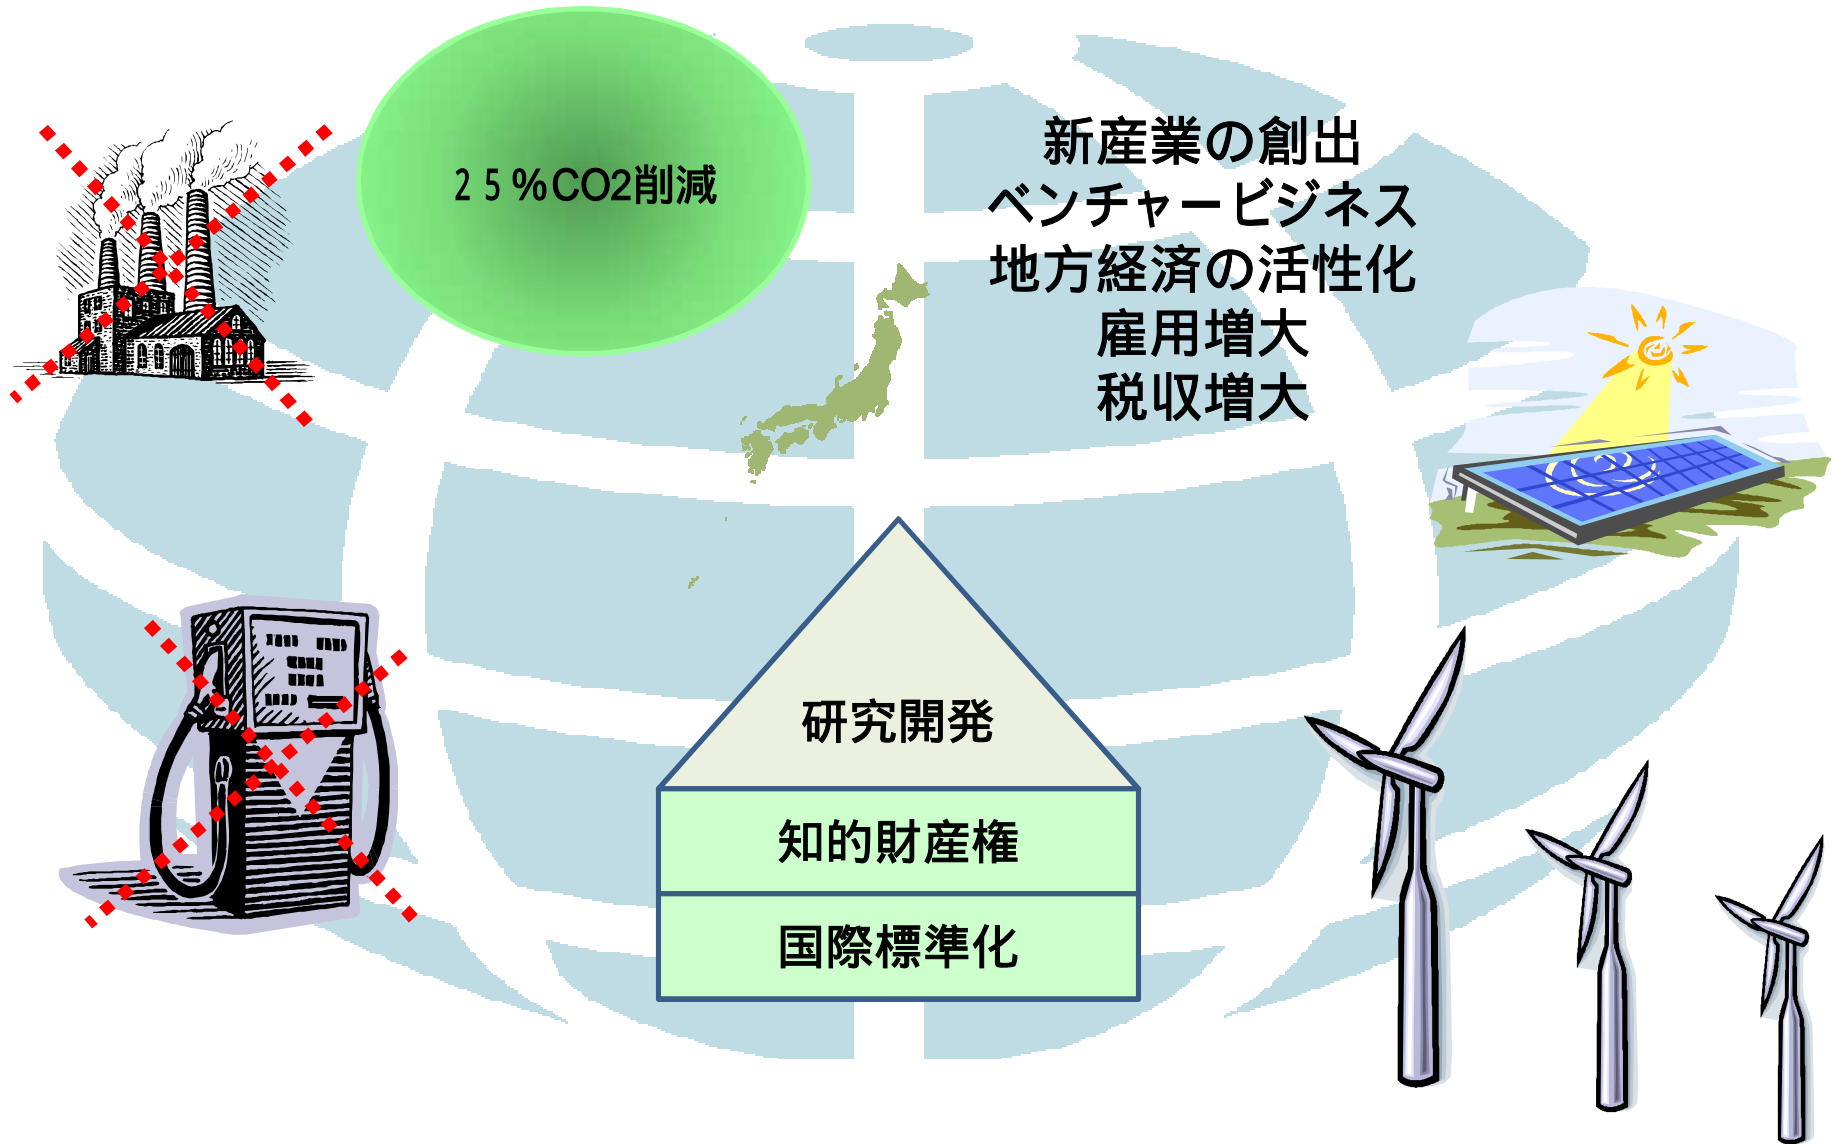 ２５％CO2削減
新産業の創出
ベンチャービジネス
地方経済の活性化
雇用増大
税収増大
研究開発
知的財産権
国際標準化